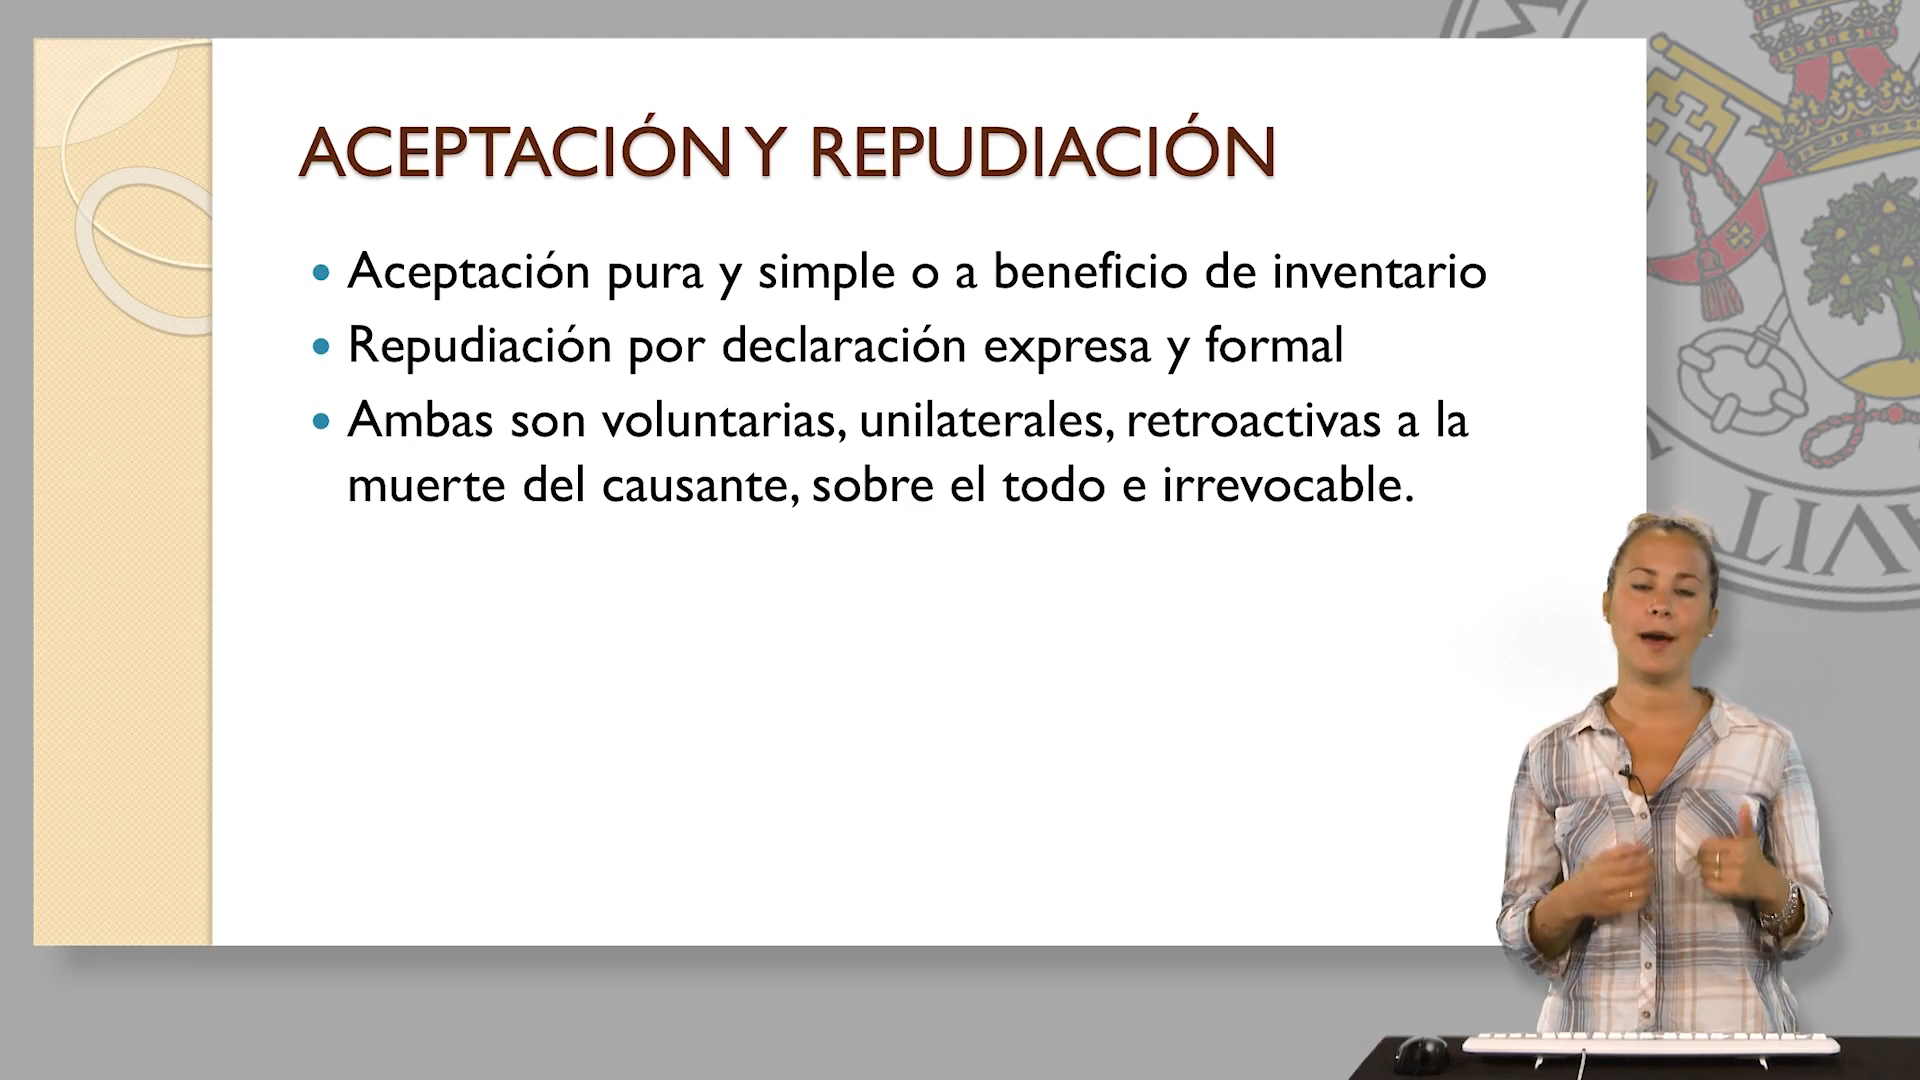 ACEPTACIÓN Y REPUDIACIÓN
• Aceptación pura y simple o a beneficio de inventario
• Repudiación por declaración expresa y formal
• Ambas son voluntarias, unilaterales, retroactivas a la
muerte del causante, sobre el todo e irrevocable.